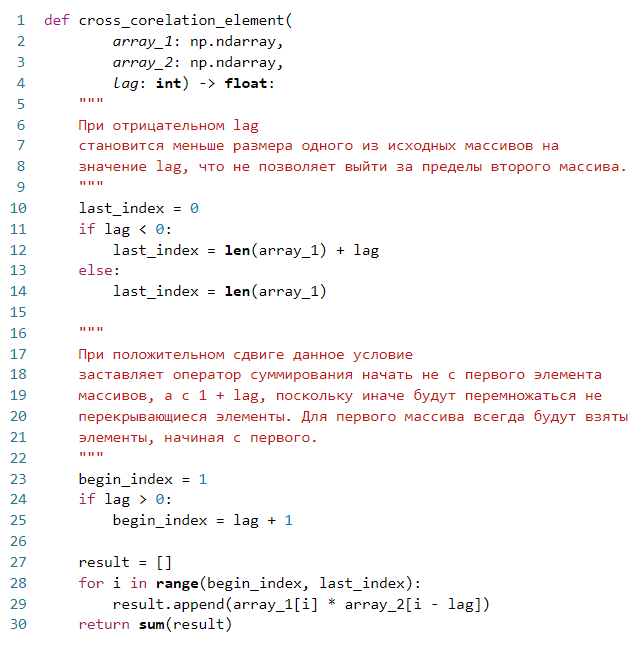 1 def cross_corelation_element(
2         array_1: np.ndarray,
3         array_2: np.ndarray,
4         lag: int) -> float:
5     """
6     При отрицательном lag
7     становится меньше размера одного из исходных массивов на
8     значение lag, что не позволяет выйти за пределы второго массива.
9     """
10     last_index = 0
11     if lag < 0:
12         last_index = len(array_1) + lag
13     else:
14         last_index = len(array_1)
15
16     """
17     При положительном сдвиге данное условие
18     заставляет оператор суммирования начать не с первого элемента
19     массивов, а с 1 + lag, поскольку иначе будут перемножаться не
20     перекрывающиеся элементы. Для первого массива всегда будут взяты
21     элементы, начиная с первого.
22     """
23     begin_index = 1
24     if lag > 0:
25         begin_index = lag + 1
26
27     result = []
28     for i in range(begin_index, last_index):
29         result.append(array_1[i] * array_2[i - lag])
30     return sum(result)